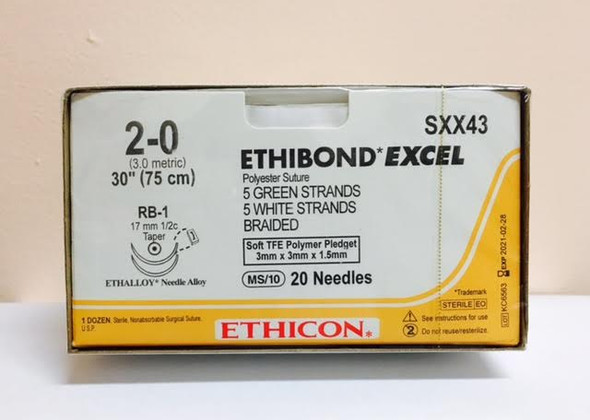 2-0
(3.0 metric)
30" (75 cm)
RB-1
17 mm 1/2c
Taper
ETHALLOY* Needle Alloy
SXX43
ETHIBOND* EXCEL
Polyester Suture
5 GREEN STRANDS
5 WHITE STRANDS
BRAIDED
Soft TFE Polymer Pledget
3mm x 3mm x 1.5mm
MS/10 20 Needles
1 DOZEN Sterile, Nonabsorbable Surgical Suture,
U.S.P.
ETHICON*
*Trademark
STERILE EO
See instructions for use
2 Do not reuse/resterilize.
LOT KC6563
EXP 2021-02-28